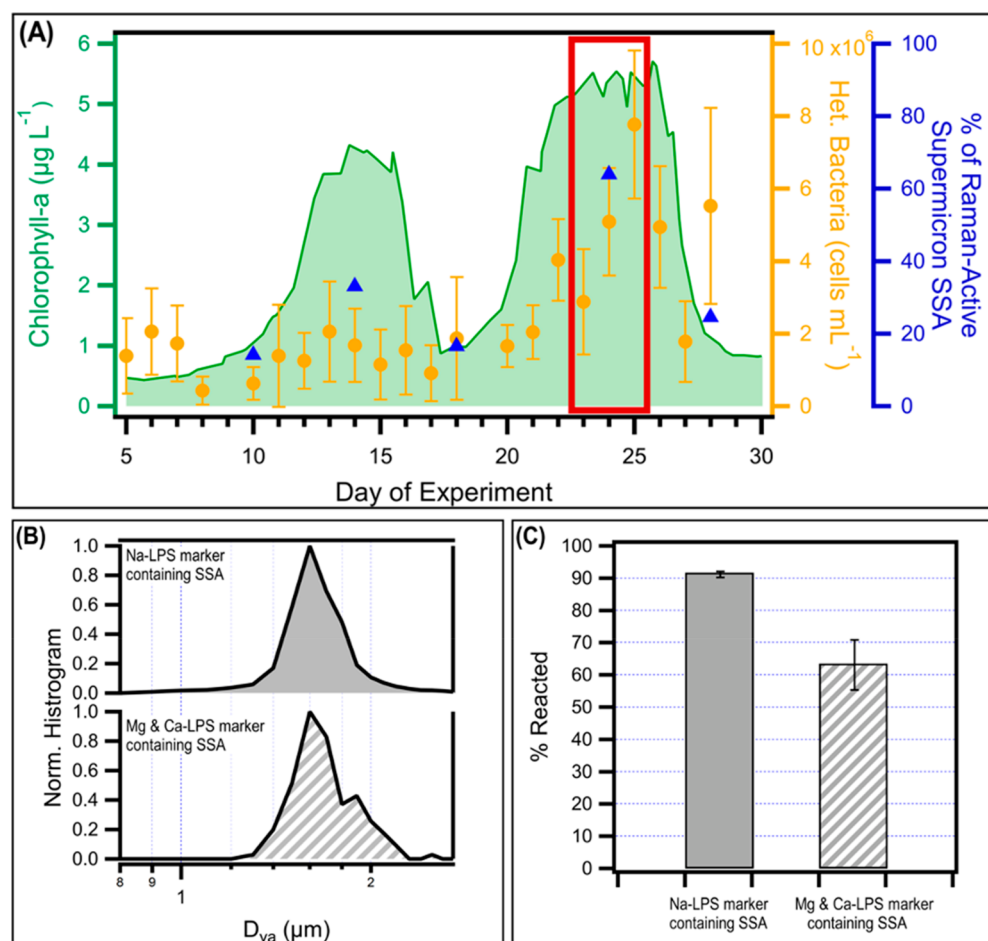 (A)
6
5
4
3
2
1
0
Chlorophyll-a (µg L⁻¹)
10 x10⁶
8
6
4
2
0
Het. Bacteria (cells mL⁻¹)
100
80
60
40
20
0
% of Raman-Active
Supermicron SSA
5 10 15 20 25 30
Day of Experiment
(B)
Na-LPS marker
containing SSA
1.0
0.8
0.6
0.4
0.2
0.0
Mg & Ca-LPS marker
containing SSA
1.0
0.8
0.6
0.4
0.2
0.0
Norm. Histrogram
8 9 1 2
Dva (µm)
(C)
100
90
80
70
60
50
40
30
20
10
0
% Reacted
Na-LPS marker
containing SSA
Mg & Ca-LPS marker
containing SSA